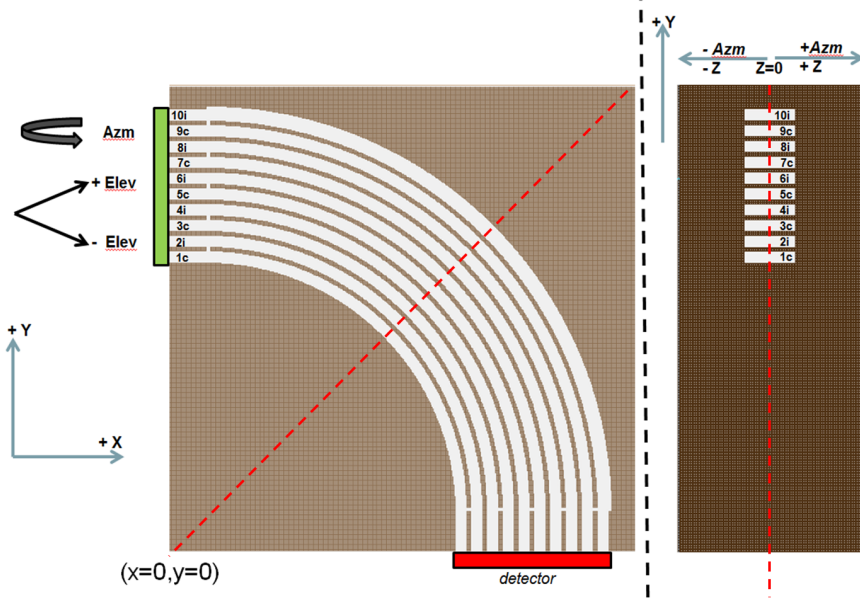 + Y
- Azm
+Azm
- Z
Z=0
+ Z
Azm
+ Elev
- Elev
10i
9c
8i
7c
6i
5c
4i
3c
2i
1c
10i
9c
8i
7c
6i
5c
4i
3c
2i
1c
+ Y
+ X
(x=0,y=0)
detector